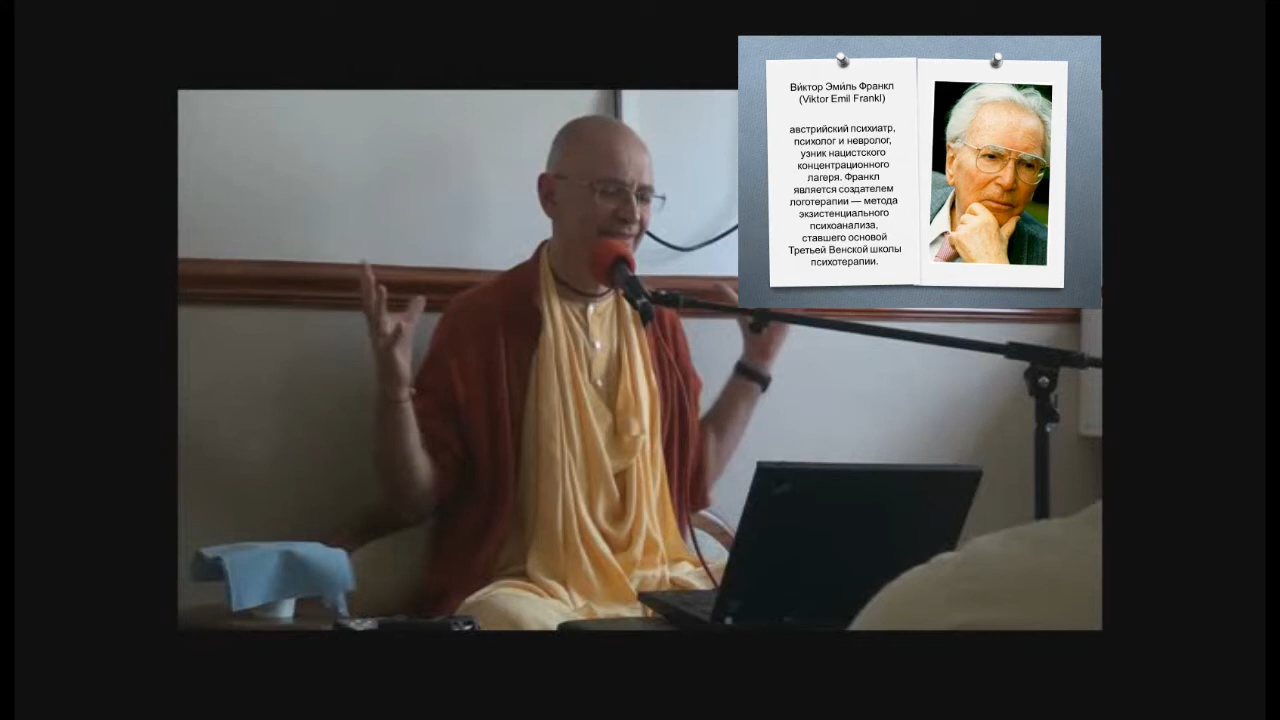 Ви́ктор Эми́ль Франкл
(Viktor Emil Frankl)
австрийский психиатр,
психолог и невролог,
узник нацистского
концентрационного
лагеря. Франкл
является создателем
логотерапии — метода
экзистенциального
психоанализа,
ставшего основой
Третьей Венской школы
психотерапии.